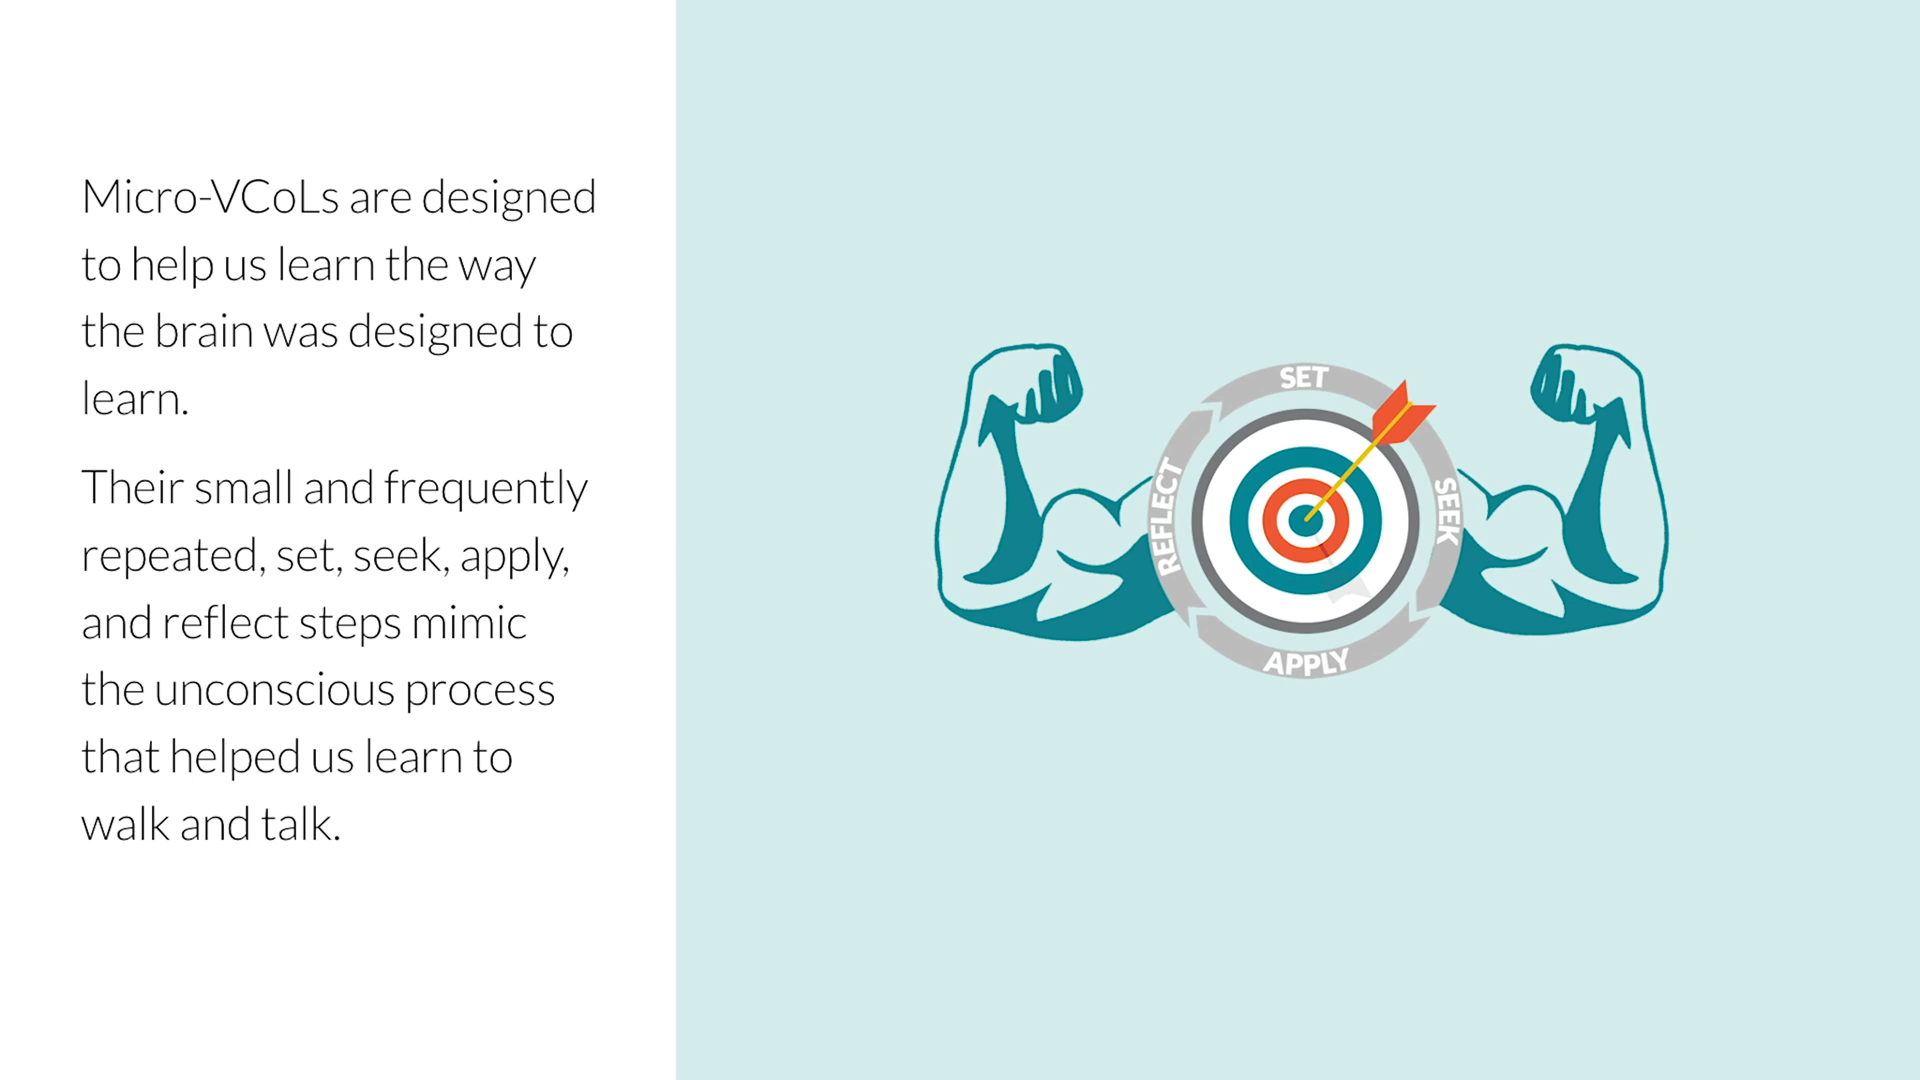 Micro-VCoLs are designed
to help us learn the way
the brain was designed to
learn.
Their small and frequently
repeated, set, seek, apply,
and reflect steps mimic
the unconscious process
that helped us learn to
walk and talk.
SET
SEEK
APPLY
REFLECT